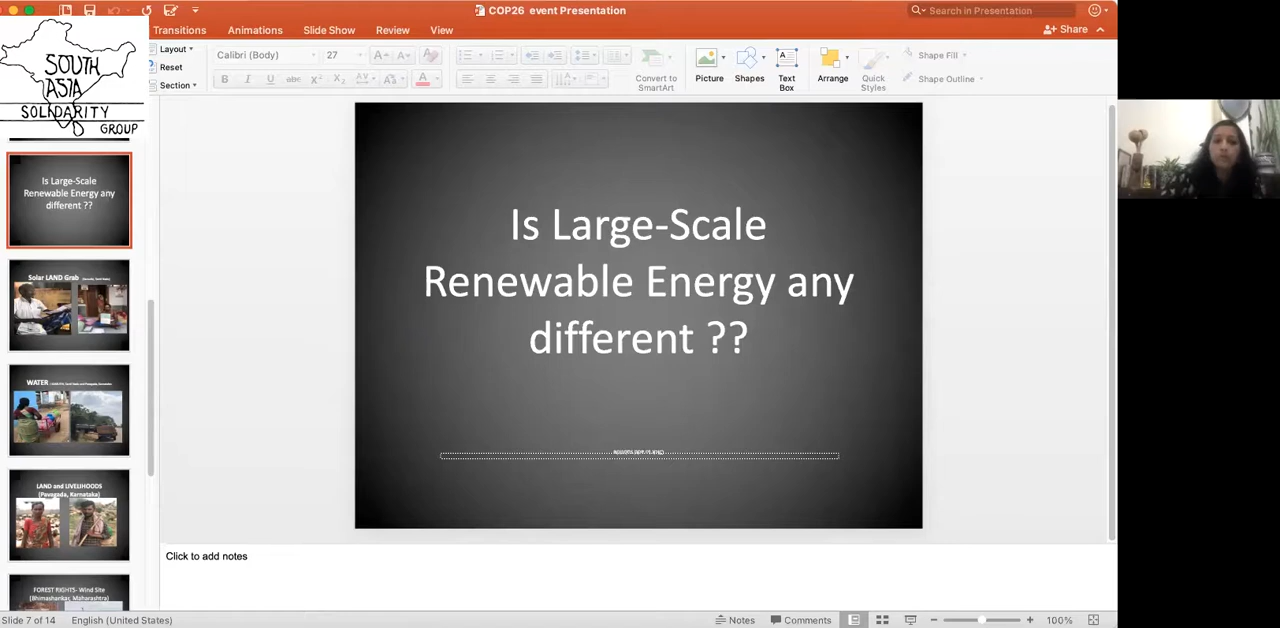 COP26 event Presentation
Search in Presentation
Transitions
Animations
Slide Show
Review
View
Share
SOUTH
ASIA
SOLIDARITY
GROUP
Layout
Reset
Section
Calibri (Body)
27
Convert to
SmartArt
Picture
Shapes
Text
Box
Arrange
Quick
Styles
Shape Fill
Shape Outline
Is Large-Scale
Renewable Energy any
different ??
Solar LAND Grab
WATER
LAND and LIVELIHOODS
(Pavagada, Karnataka)
FOREST RIGHTS- Wind Site
(Bhimashankar, Maharashtra)
Is Large-Scale
Renewable Energy any
different ??
Click to add notes
Slide 7 of 14
English (United States)
Notes
Comments
100%